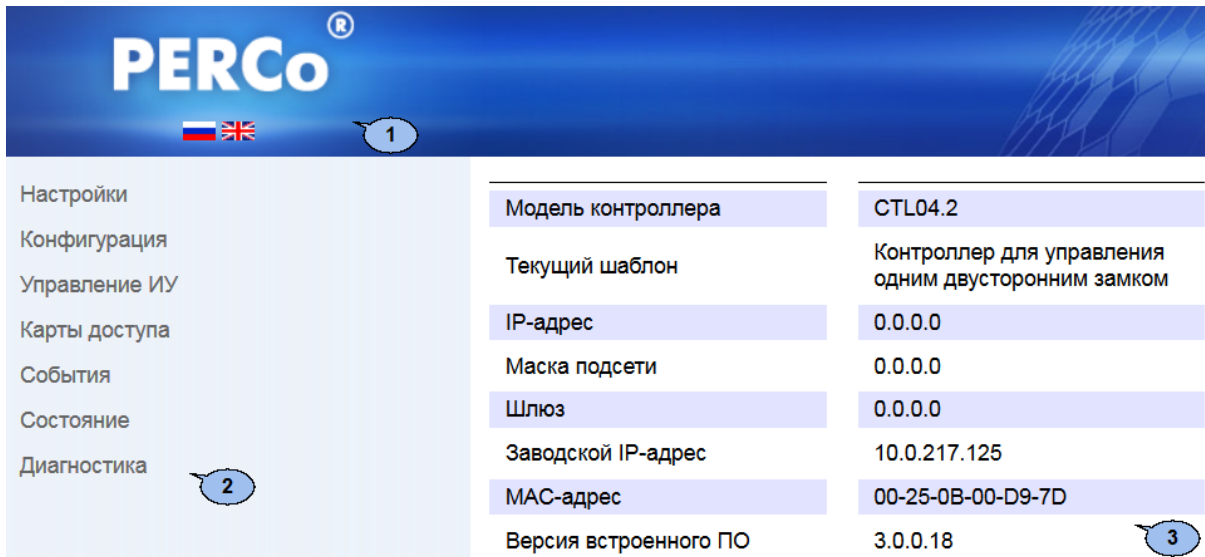 PERCo®
1
Настройки
Конфигурация
Управление ИУ
Карты доступа
События
Состояние
Диагностика
2
Модель контроллера CTL04.2
Текущий шаблон Контроллер для управления
одним двусторонним замком
IP-адрес 0.0.0.0
Маска подсети 0.0.0.0
Шлюз 0.0.0.0
Заводской IP-адрес 10.0.217.125
MAC-адрес 00-25-0B-00-D9-7D
Версия встроенного ПО 3.0.0.18
3